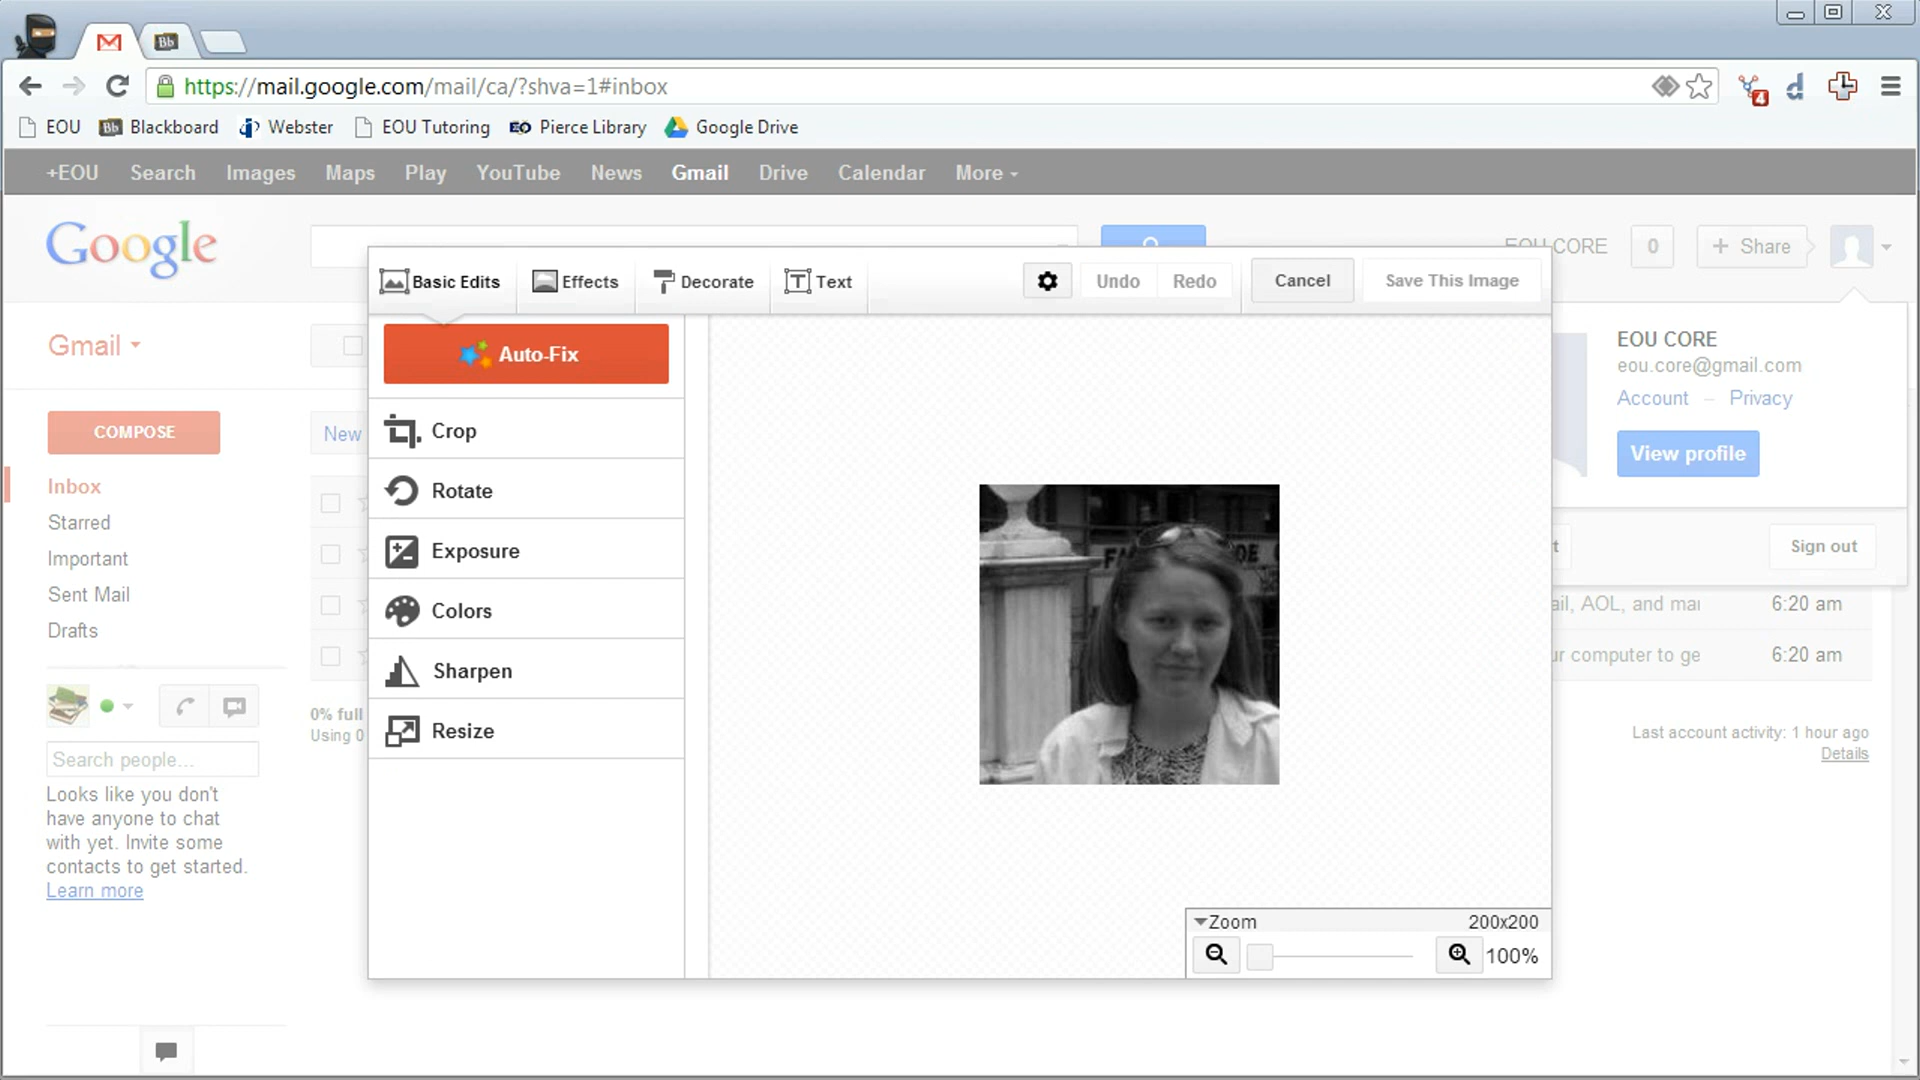 Bb
https://mail.google.com/mail/ca/?shva=1#inbox
4
EOU Blackboard Webster EOU Tutoring Pierce Library Google Drive
+EOU Search Images Maps Play YouTube News Gmail Drive Calendar More
Google
EOU CORE 0 + Share
Basic Edits Effects Decorate Text Undo Redo Cancel Save This Image
Gmail
Auto-Fix
EOU CORE
eou.core@gmail.com
Account – Privacy
View profile
COMPOSE
New
Crop
Inbox
Rotate
Starred
Exposure
Important
Sign out
Sent Mail
Colors
ail, AOL, and
6:20 am
Drafts
Sharpen
computer to ge
6:20 am
0% full
Using 0
Resize
Last account activity: 1 hour ago
Details
Search people...
Looks like you don't
have anyone to chat
with yet. Invite some
contacts to get started.
Learn more
Zoom 200x200
100%